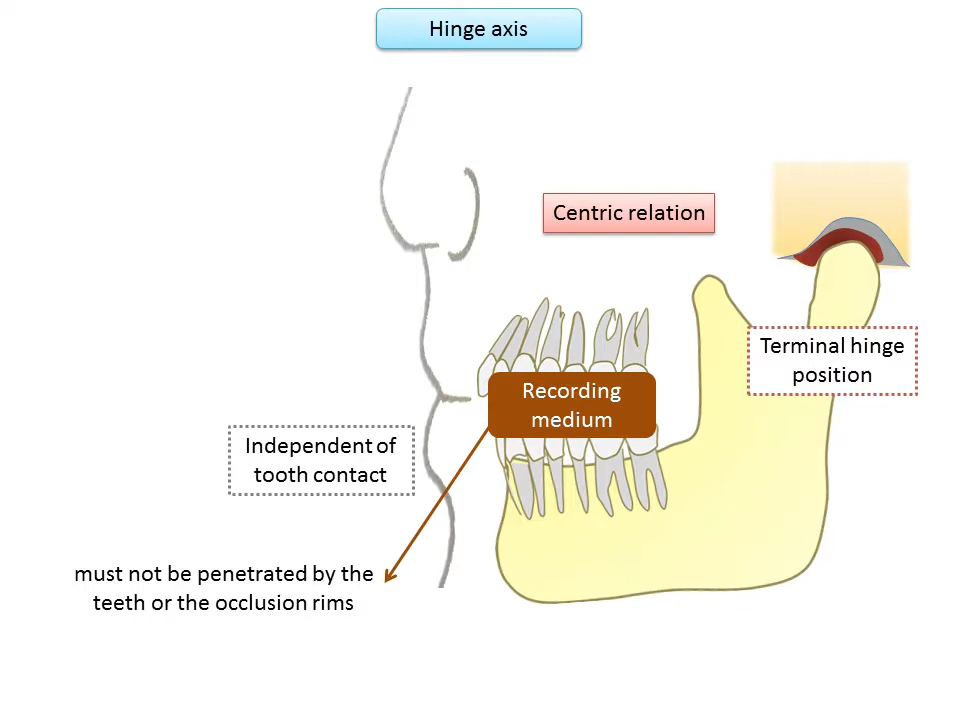 Hinge axis
Centric relation
Terminal hinge
position
Recording
medium
Independent of
tooth contact
must not be penetrated by the
teeth or the occlusion rims